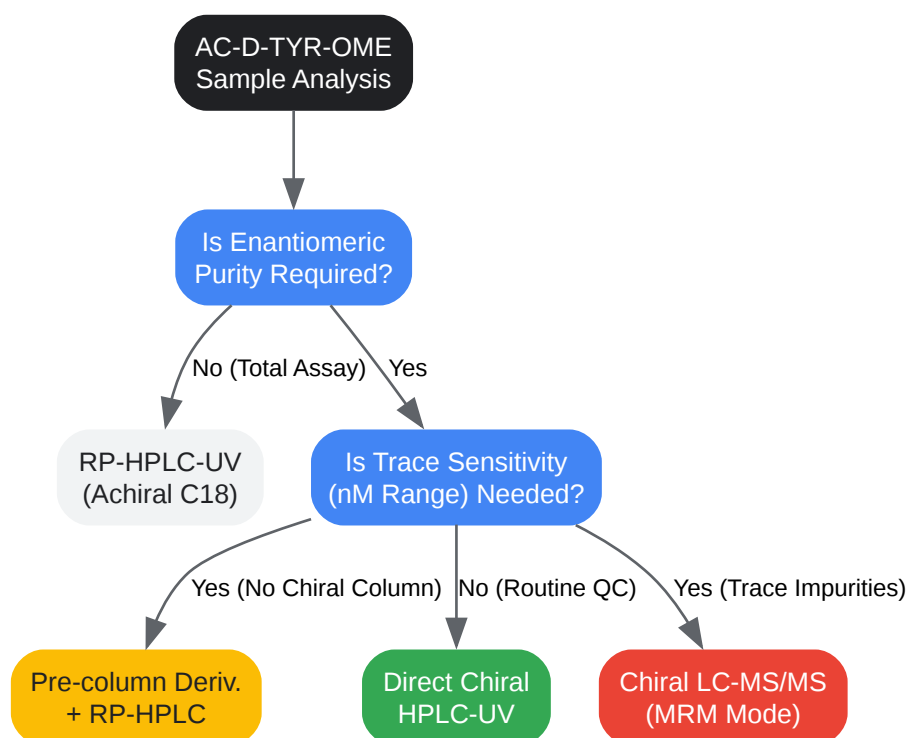 AC-D-TYR-OME
Sample Analysis
Is Enantiomeric
Purity Required?
No (Total Assay)
Yes
RP-HPLC-UV
(Achiral C18)
Is Trace Sensitivity
(nM Range) Needed?
Yes (No Chiral Column)
No (Routine QC)
Yes (Trace Impurities)
Pre-column Deriv.
+ RP-HPLC
Direct Chiral
HPLC-UV
Chiral LC-MS/MS
(MRM Mode)